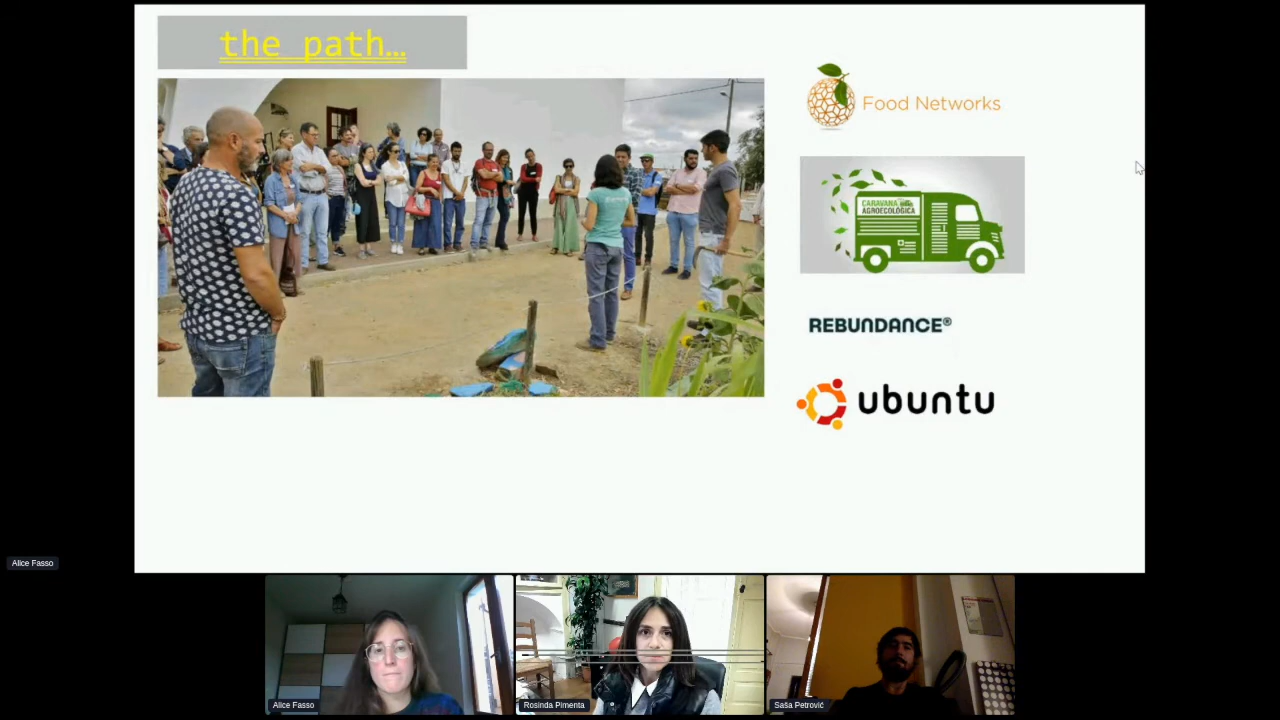 the path…
Food Networks
CARAVANA
AGROECOLÓGICA
REBUNDANCE®
ubuntu
Alice Fasso
Alice Fasso
Rosinda Pimenta
Saša Petrović